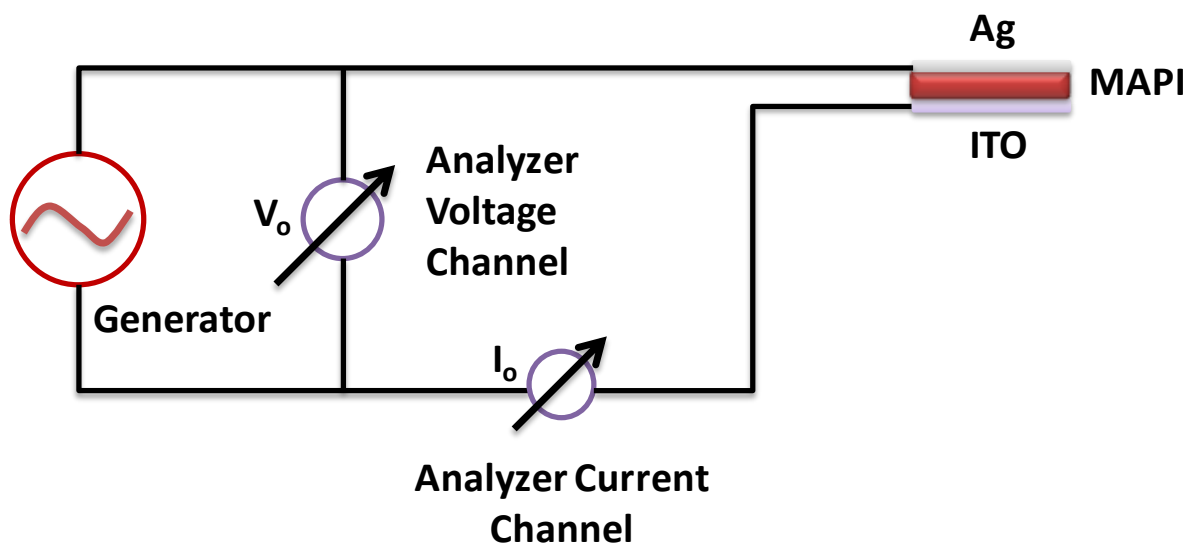 Ag
MAPI
ITO
Analyzer
Voltage
Channel
Vo
Generator
Io
Analyzer Current
Channel